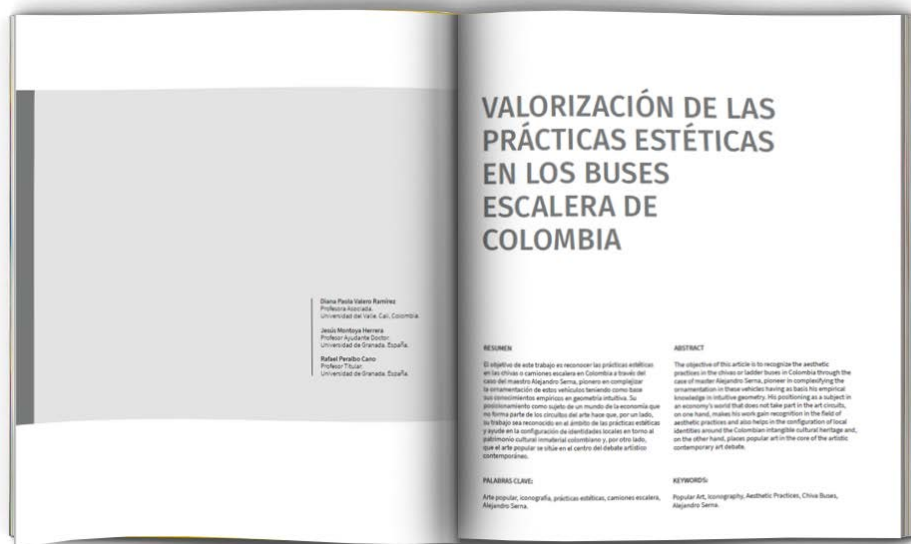 Diana Paola Valero Ramírez
Profesora Asociada.
Universidad del Valle. Cali, Colombia.
Jesús Montoya Herrera
Profesor Ayudante Doctor.
Universidad de Granada. España.
Rafael Peralbo Cano
Profesor Titular.
Universidad de Granada. España.
VALORIZACIÓN DE LAS
PRÁCTICAS ESTÉTICAS
EN LOS BUSES
ESCALERA DE
COLOMBIA
RESUMEN
El objetivo de este trabajo es reconocer las prácticas estéticas
en las chivas o camiones escalera en Colombia a través del
caso del maestro Alejandro Serna, pionero en complejizar
la ornamentación de estos vehículos teniendo como base
sus conocimientos empíricos en geometría intuitiva. Su
posicionamiento como sujeto de un mundo de la economía que
no forma parte de los circuitos del arte hace que, por un lado,
su trabajo sea reconocido en el ámbito de las prácticas estéticas
y ayude en la configuración de identidades locales en torno al
patrimonio cultural inmaterial colombiano y, por otro lado,
que el arte popular se sitúe en el centro del debate artístico
contemporáneo.
PALABRAS CLAVE:
Arte popular, iconografía, prácticas estéticas, camiones escalera,
Alejandro Serna.
ABSTRACT
The objective of this article is to recognize the aesthetic
practices in the chivas or ladder buses in Colombia through the
case of master Alejandro Serna, pioneer in complexifying the
ornamentation in these vehicles having as basis his empirical
knowledge in intuitive geometry. His positioning as a subject in
an economy's world that does not take part in the art circuits,
on one hand, makes his work gain recognition in the field of
aesthetic practices and also helps in the configuration of local
identities around the Colombian intangible cultural heritage and,
on the other hand, places popular art in the core of the artistic
contemporary art debate.
KEYWORDS:
Popular Art, Iconography, Aesthetic Practices, Chiva Buses,
Alejandro Serna.